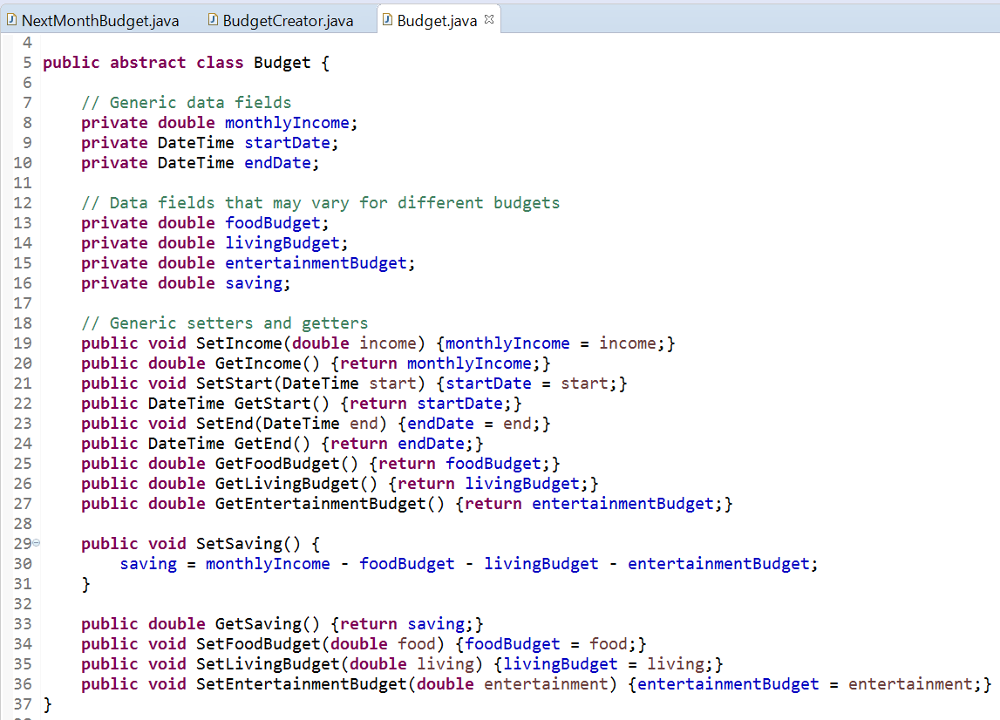 NextMonthBudget.java BudgetCreator.java Budget.java
4
5 public abstract class Budget {
6
7 // Generic data fields
8 private double monthlyIncome;
9 private DateTime startDate;
10 private DateTime endDate;
11
12 // Data fields that may vary for different budgets
13 private double foodBudget;
14 private double livingBudget;
15 private double entertainmentBudget;
16 private double saving;
17
18 // Generic setters and getters
19 public void SetIncome(double income) {monthlyIncome = income;}
20 public double GetIncome() {return monthlyIncome;}
21 public void SetStart(DateTime start) {startDate = start;}
22 public DateTime GetStart() {return startDate;}
23 public void SetEnd(DateTime end) {endDate = end;}
24 public DateTime GetEnd() {return endDate;}
25 public double GetFoodBudget() {return foodBudget;}
26 public double GetLivingBudget() {return livingBudget;}
27 public double GetEntertainmentBudget() {return entertainmentBudget;}
28
29 public void SetSaving() {
30 saving = monthlyIncome - foodBudget - livingBudget - entertainmentBudget;
31 }
32
33 public double GetSaving() {return saving;}
34 public void SetFoodBudget(double food) {foodBudget = food;}
35 public void SetLivingBudget(double living) {livingBudget = living;}
36 public void SetEntertainmentBudget(double entertainment) {entertainmentBudget = entertainment;}
37 }